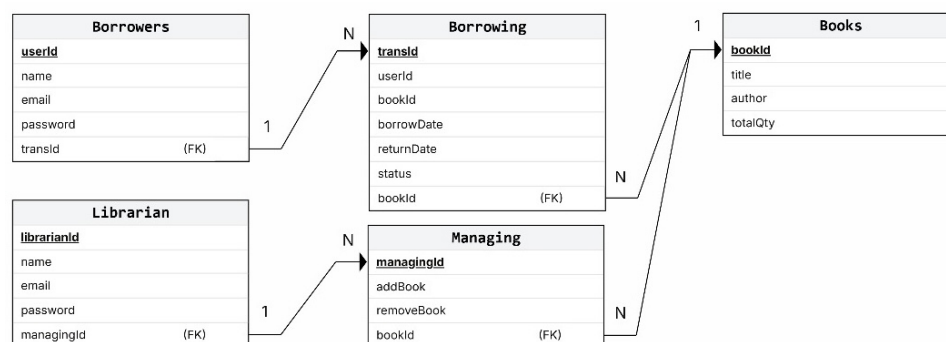 Borrowers
userId
name
email
password
transId (FK)
1
N
Borrowing
transId
userId
bookId
borrowDate
returnDate
status
bookId (FK)
N
1
Books
bookId
title
author
totalQty
Librarian
librarianId
name
email
password
managingId (FK)
1
N
Managing
managingId
addBook
removeBook
bookId (FK)
N